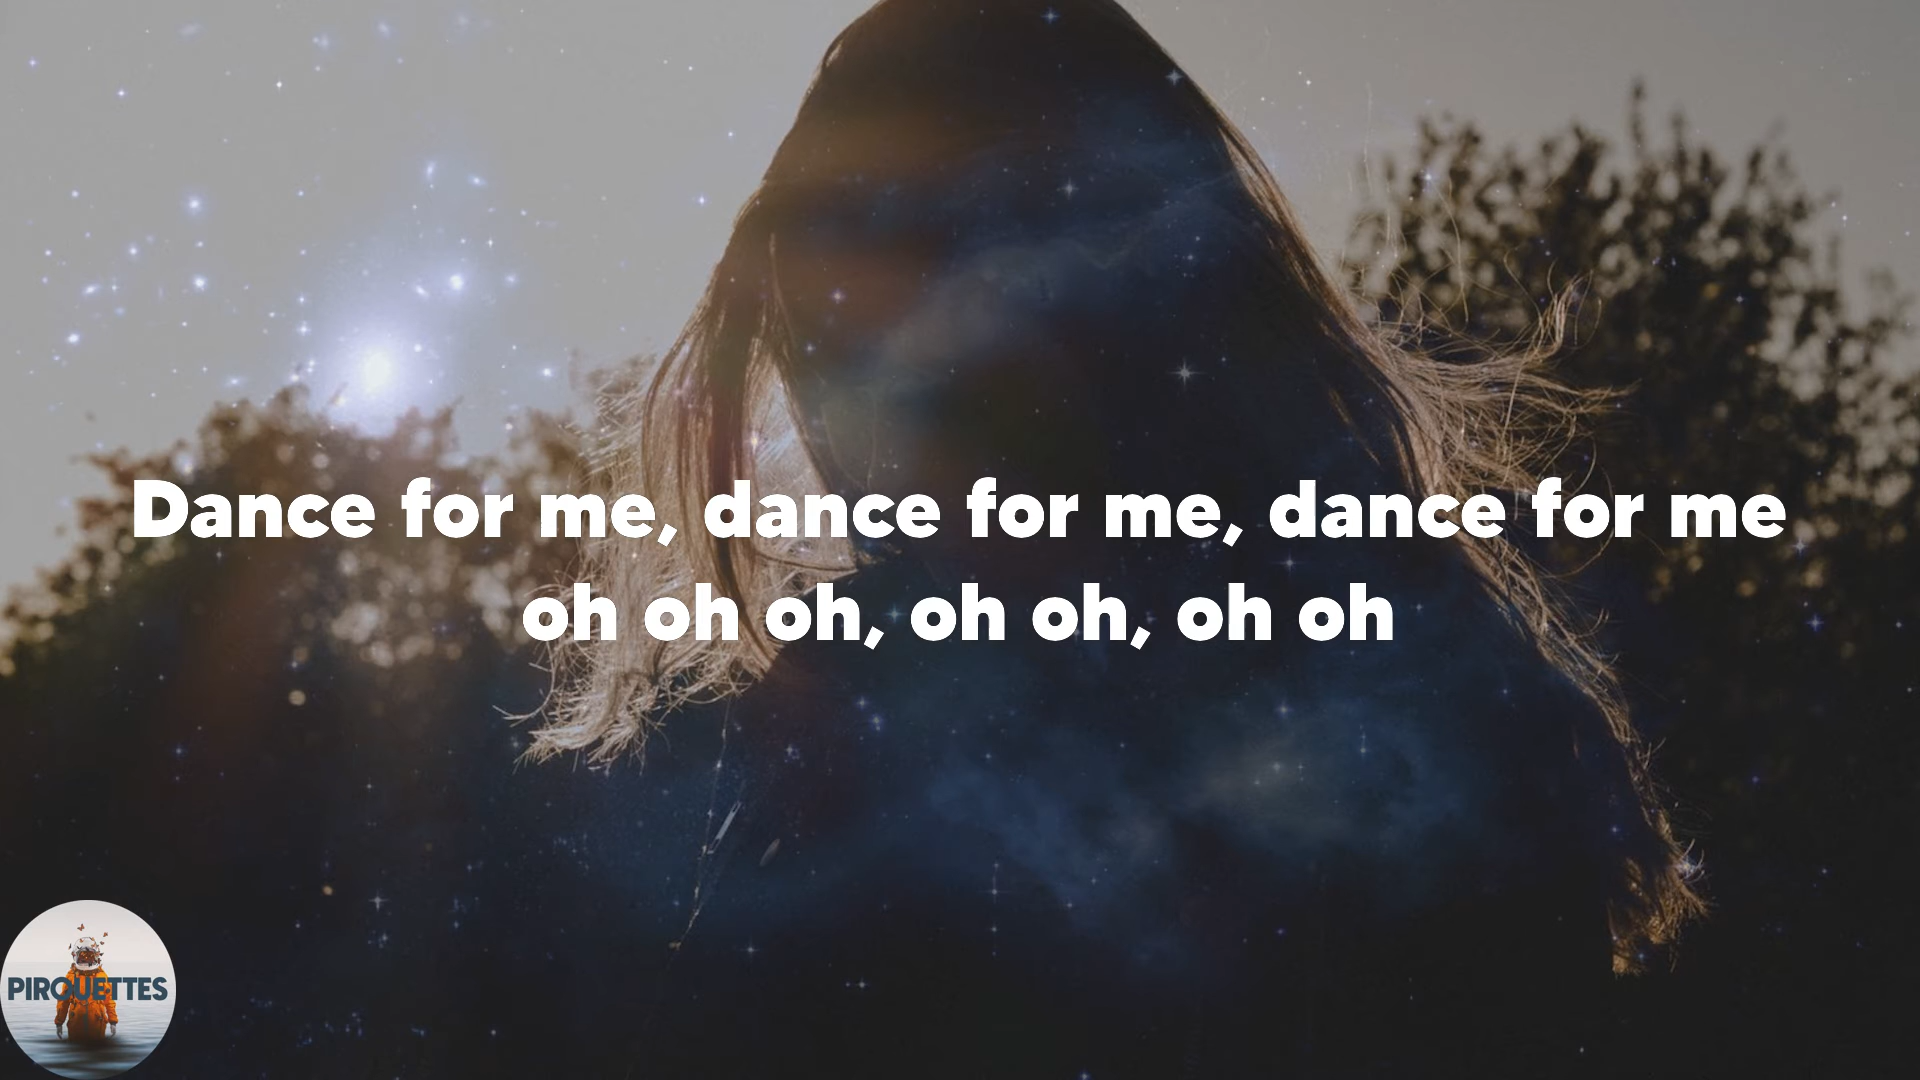 Dance for me, dance for me, dance for me
oh oh oh, oh oh, oh oh
PIROUETTES